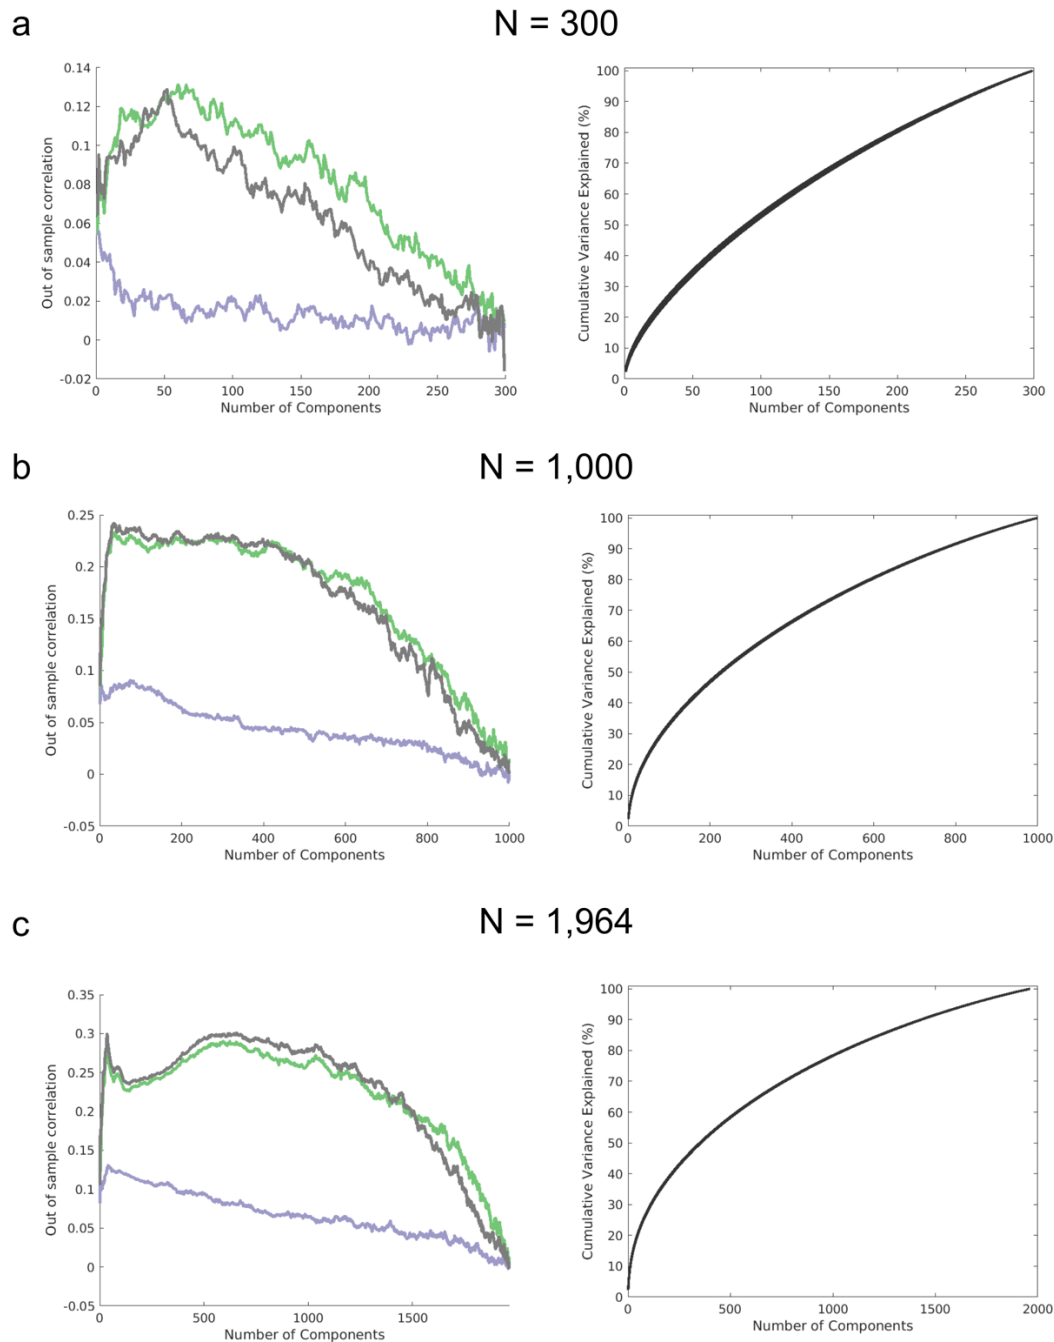 a
N = 300
0.14
0.12
0.1
0.08
0.06
0.04
0.02
0
-0.02
Out of sample correlation
0 50 100 150 200 250 300
Number of Components
100
90
80
70
60
50
40
30
20
10
0
Cumulative Variance Explained (%)
0 50 100 150 200 250 300
Number of Components
b
N = 1,000
0.25
0.2
0.15
0.1
0.05
0
-0.05
Out of sample correlation
0 200 400 600 800 1000
Number of Components
100
90
80
70
60
50
40
30
20
10
0
Cumulative Variance Explained (%)
0 200 400 600 800 1000
Number of Components
c
N = 1,964
0.35
0.3
0.25
0.2
0.15
0.1
0.05
0
-0.05
Out of sample correlation
0 500 1000 1500
Number of Components
100
90
80
70
60
50
40
30
20
10
0
Cumulative Variance Explained (%)
0 500 1000 1500 2000
Number of Components